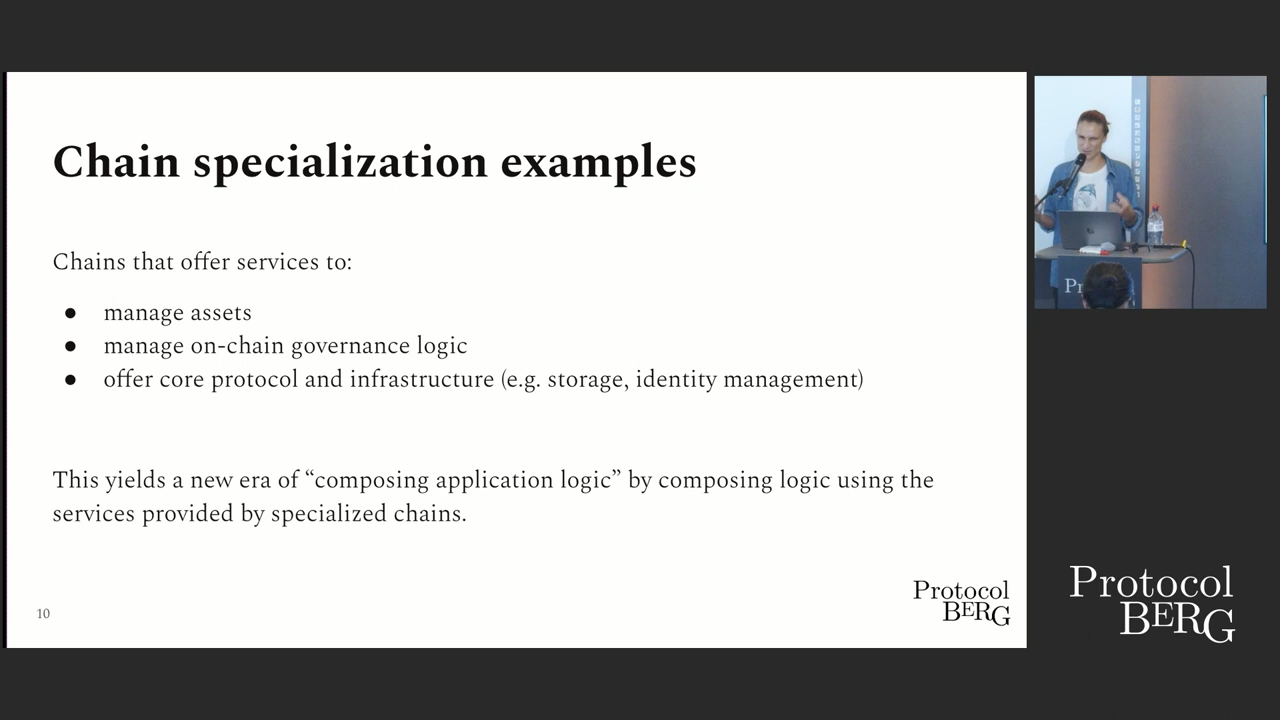 Chain specialization examples
Chains that offer services to:
● manage assets
● manage on-chain governance logic
● offer core protocol and infrastructure (e.g. storage, identity management)
This yields a new era of “composing application logic” by composing logic using the
services provided by specialized chains.
10
Protocol
BERG
Protocol
BERG
Pr